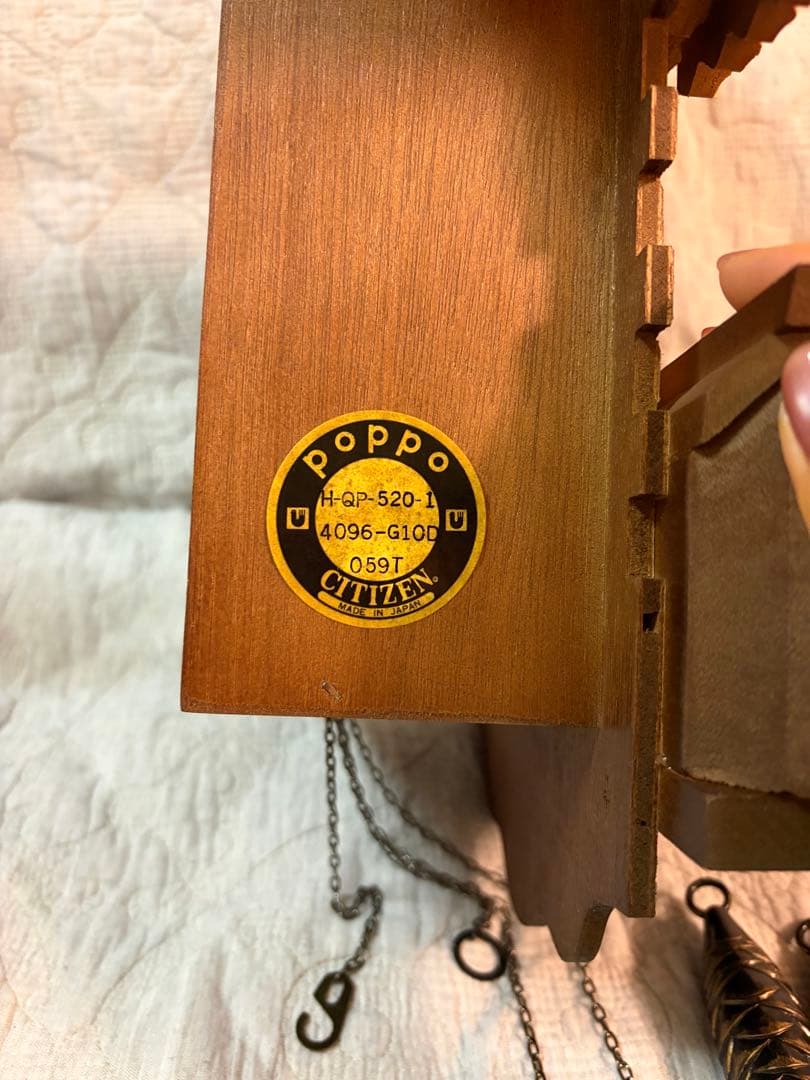 poppo
H-QP-520-1
4096-G10D
059T
CITIZEN®
MADE IN JAPAN